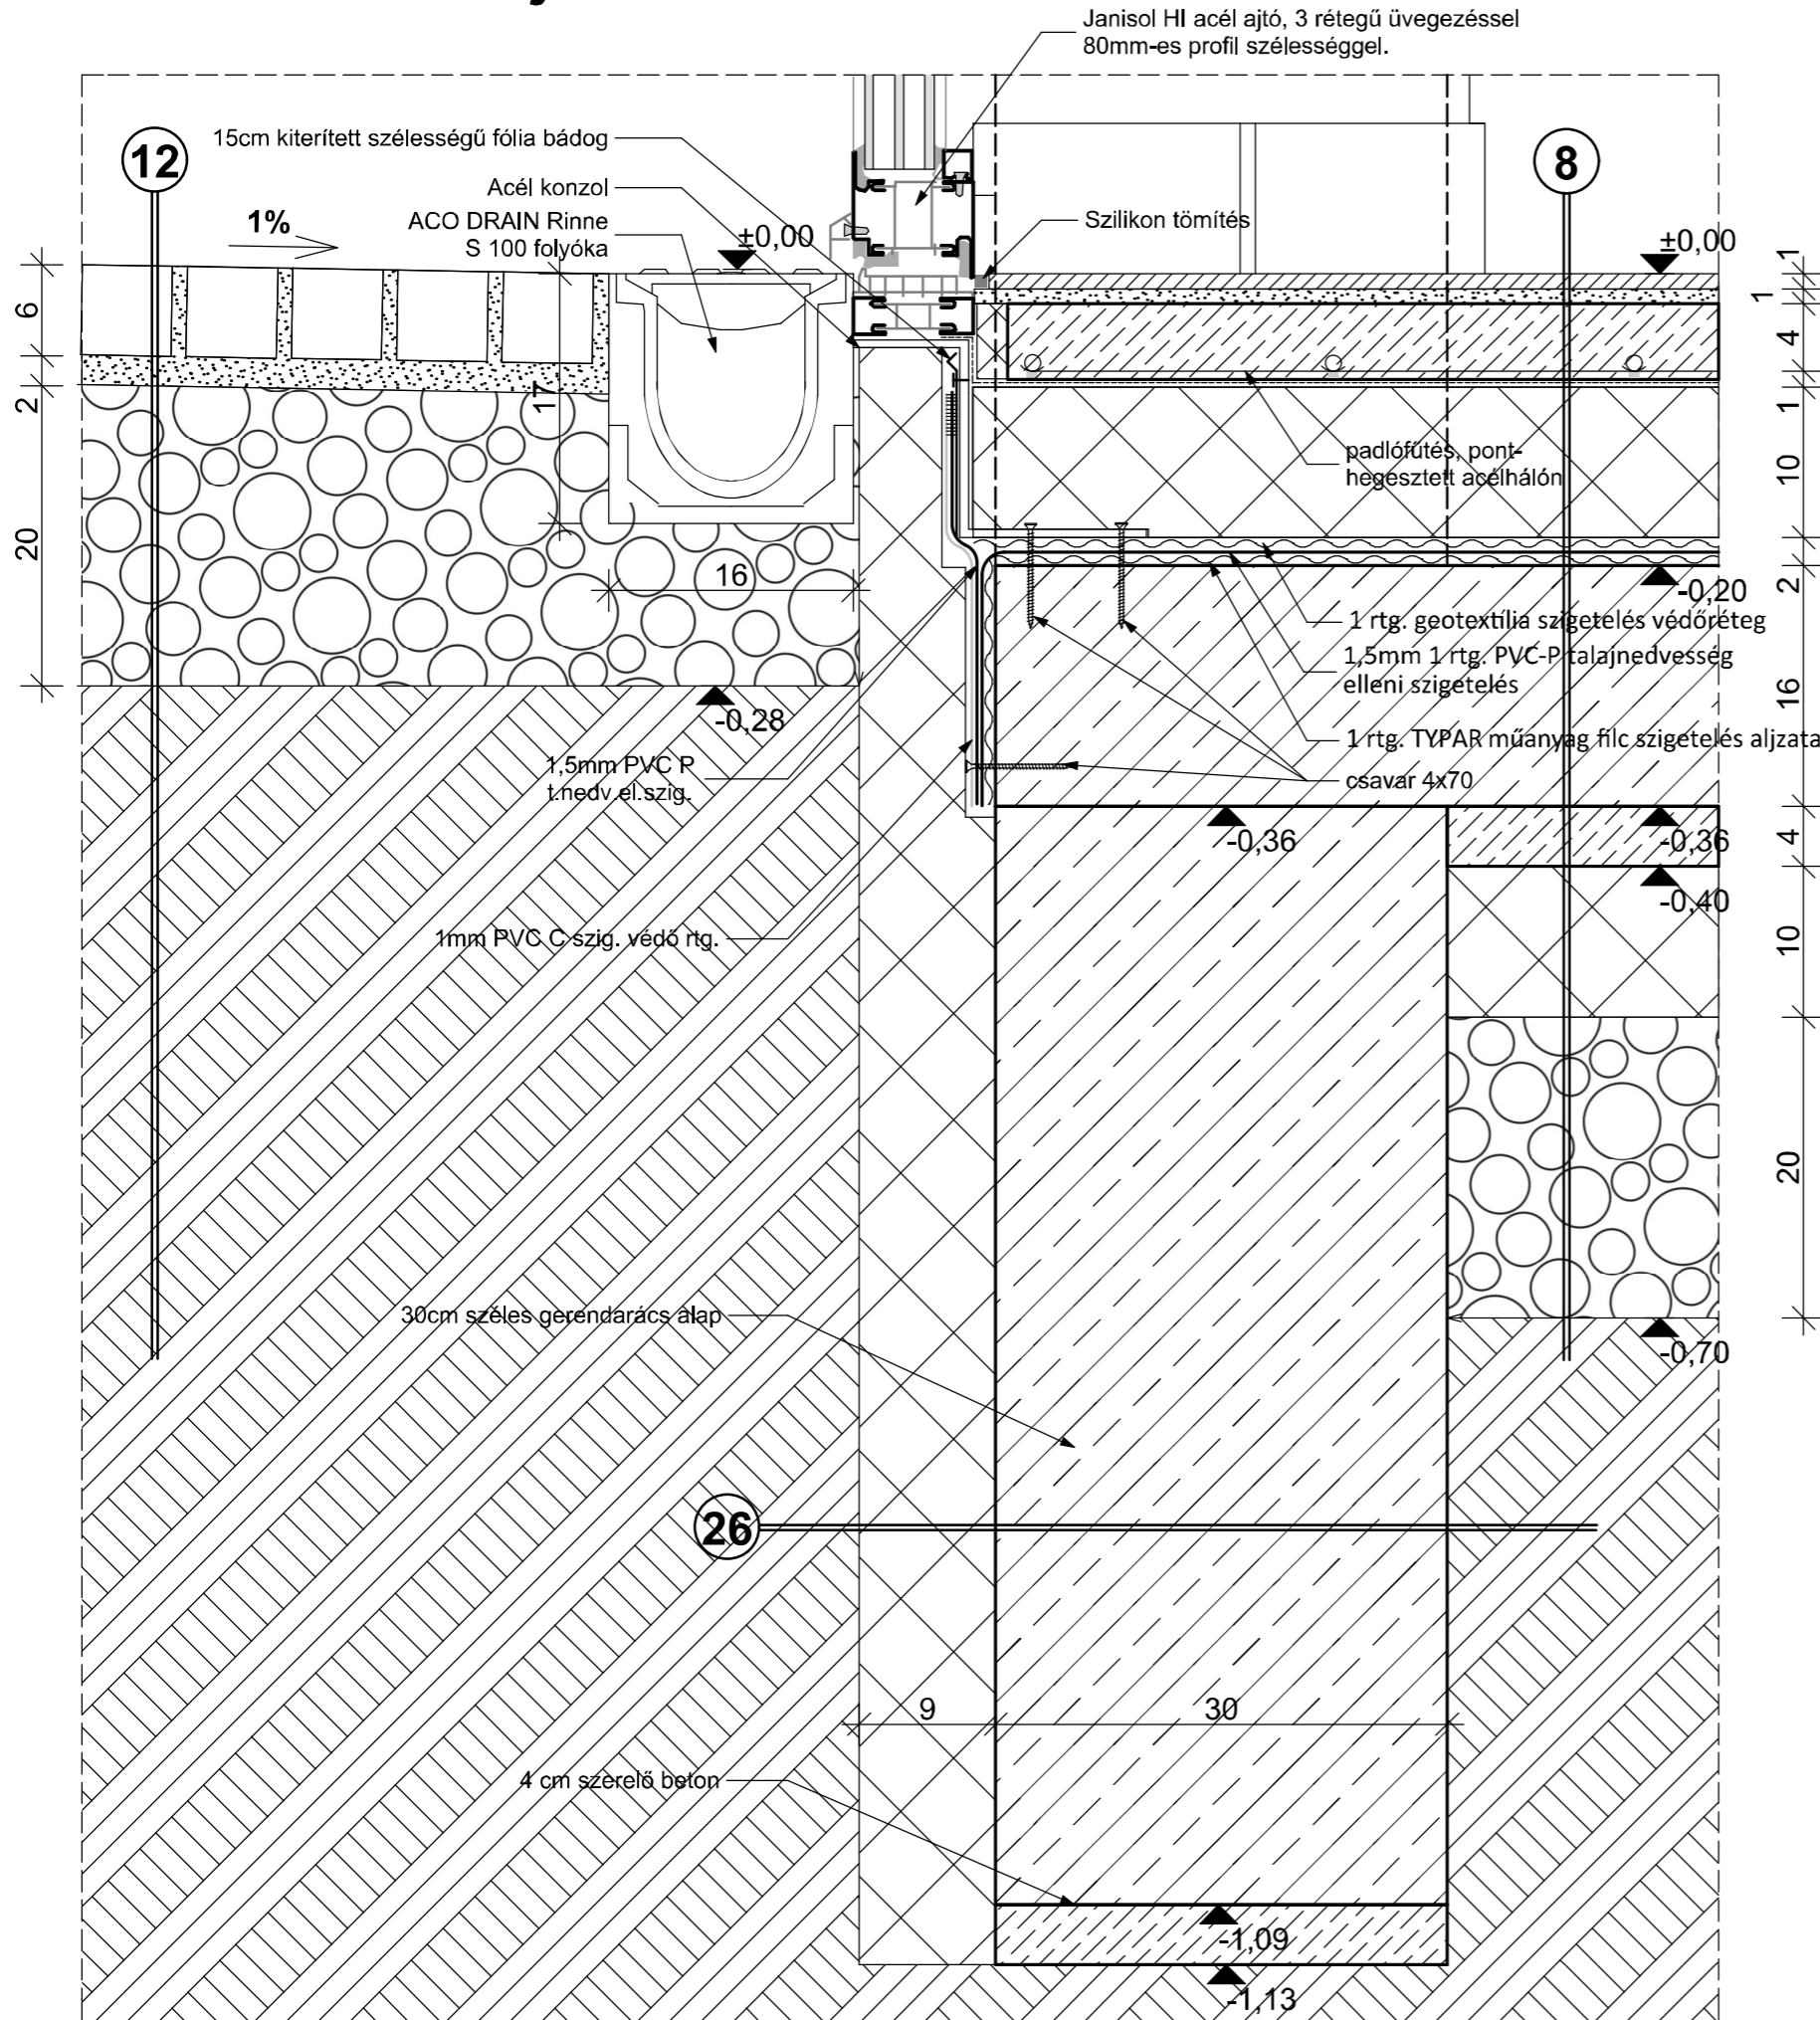 Janisol HI acél ajtó, 3 rétegű üvegezéssel
80mm-es profil szélességgel.
15cm kiterített szélességű fólia bádog
12
8
Acél konzol
ACO DRAIN Rinne
S 100 folyóka
1%
Szilikon tömítés
±0,00
±0,00
1
6
1
4
2
17
1
padlófűtés, pont-
hegesztett acélhálón
10
20
16
-0,20
2
1 rtg. geotextília szigetelés védőréteg
1,5mm 1 rtg. PVC-P talajnedvesség
elleni szigetelés
16
-0,28
1 rtg. TYPAR műanyag filc szigetelés aljzata
1,5mm PVC P
t.nedv.el.szig.
csavar 4x70
-0,36
-0,36
4
-0,40
1mm PVC C szig. védő rtg.
10
20
30cm széles gerendarács alap
-0,70
26
9
30
4 cm szerelő beton
-1,09
-1,13